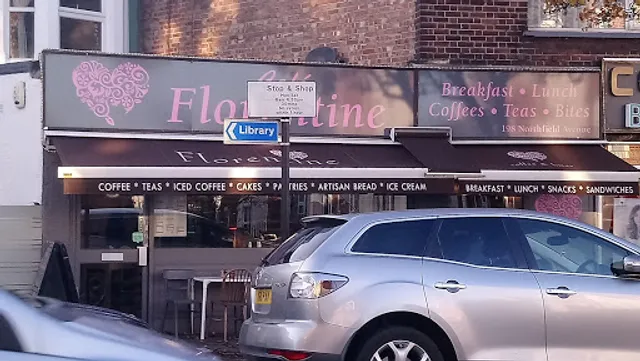 Florentine
Stop & Shop
Library
Breakfast • Lunch
Coffees • Teas • Bites
198 Northfield Avenue
Florentine
COFFEE * TEAS * ICED COFFEE * CAKES * PASTRIES * ARTISAN BREAD * ICE CREAM
BREAKFAST * LUNCH * SNACKS * SANDWICHES